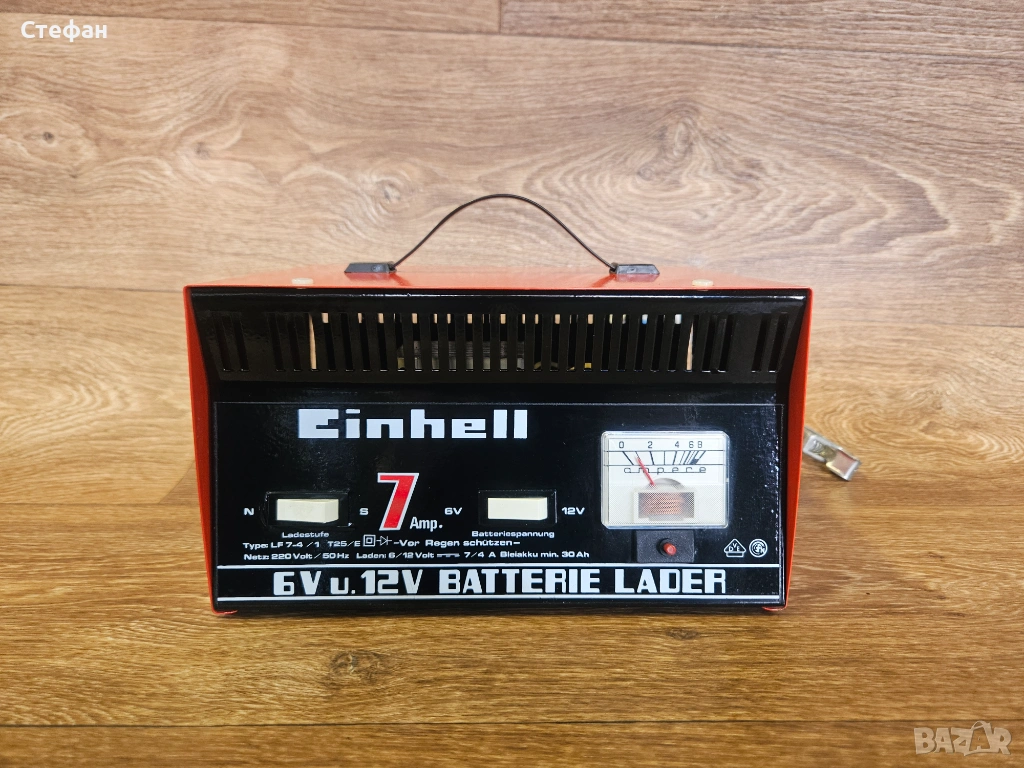 Стефан
Einhell
0 2 4 6 8
ampere
N S
7
Amp.
6V 12V
Ladestufe
Batteriespannung
Type: LF 7-4/1 T25/E -Vor Regen schützen-
Netz: 220 Volt/50 Hz Laden: 6/12 Volt 7/4 A Bleiakku min. 30 Ah
VDE
6V u. 12V BATTERIE LADER
BAZAR